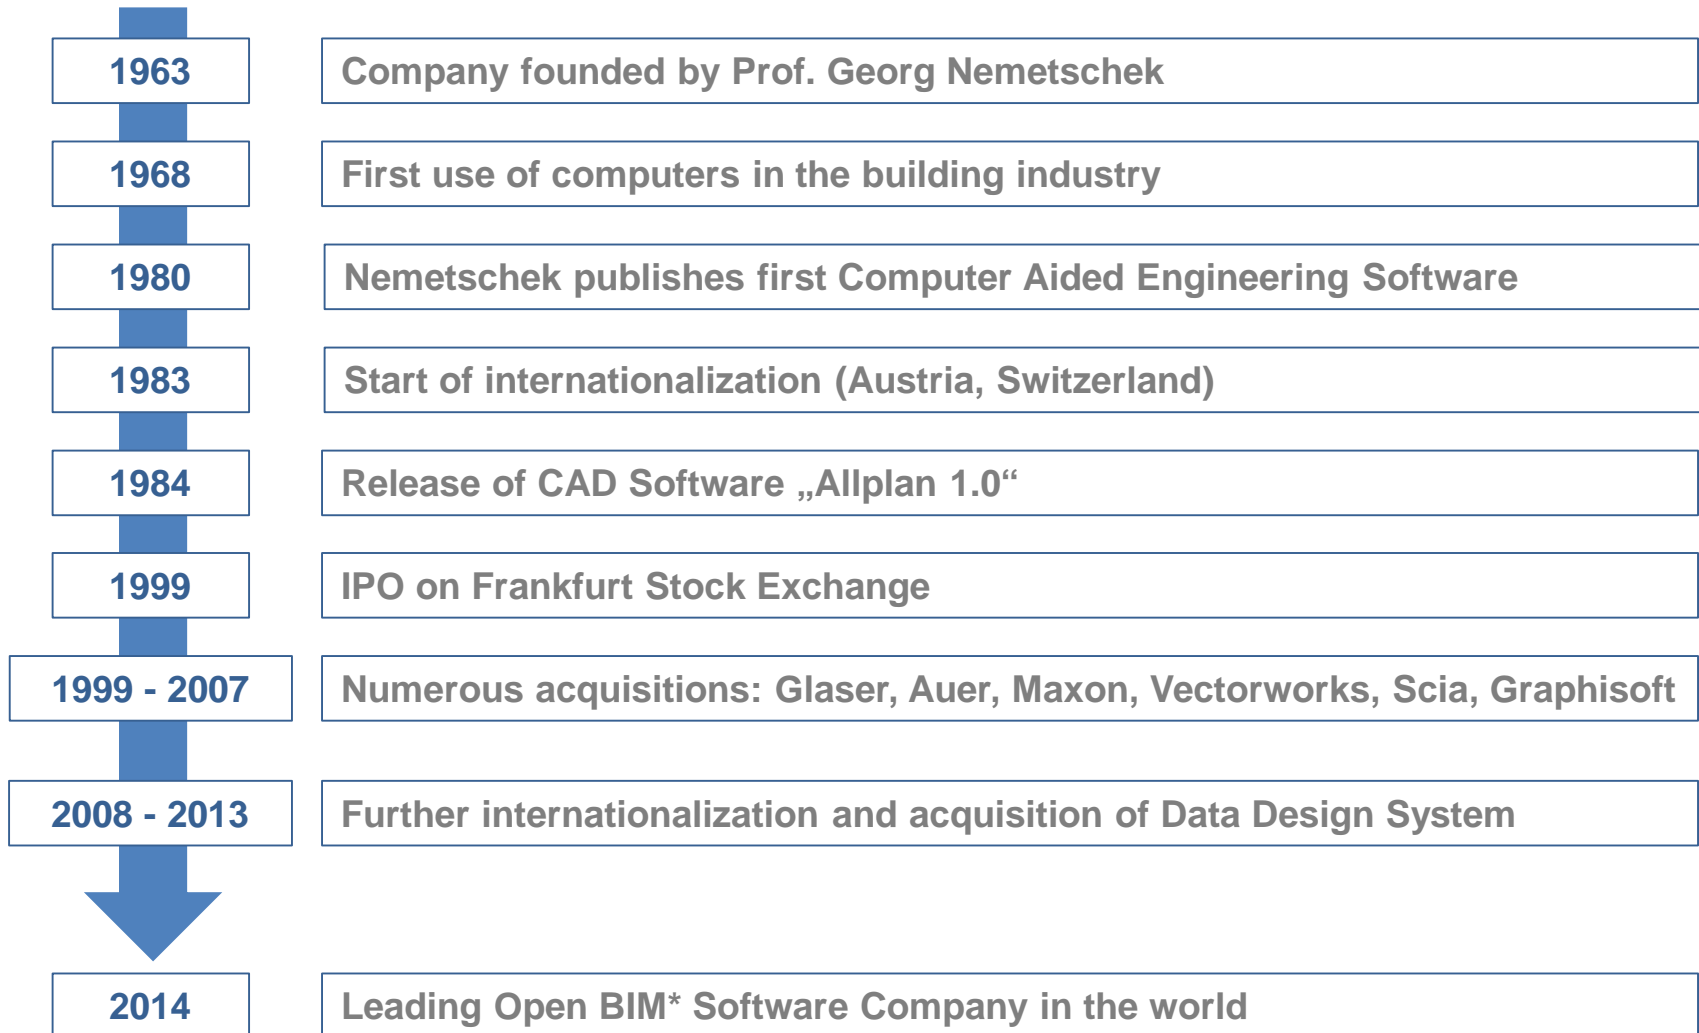 1963 Company founded by Prof. Georg Nemetschek
1968 First use of computers in the building industry
1980 Nemetschek publishes first Computer Aided Engineering Software
1983 Start of internationalization (Austria, Switzerland)
1984 Release of CAD Software „Allplan 1.0“
1999 IPO on Frankfurt Stock Exchange
1999 - 2007 Numerous acquisitions: Glaser, Auer, Maxon, Vectorworks, Scia, Graphisoft
2008 - 2013 Further internationalization and acquisition of Data Design System
2014 Leading Open BIM* Software Company in the world